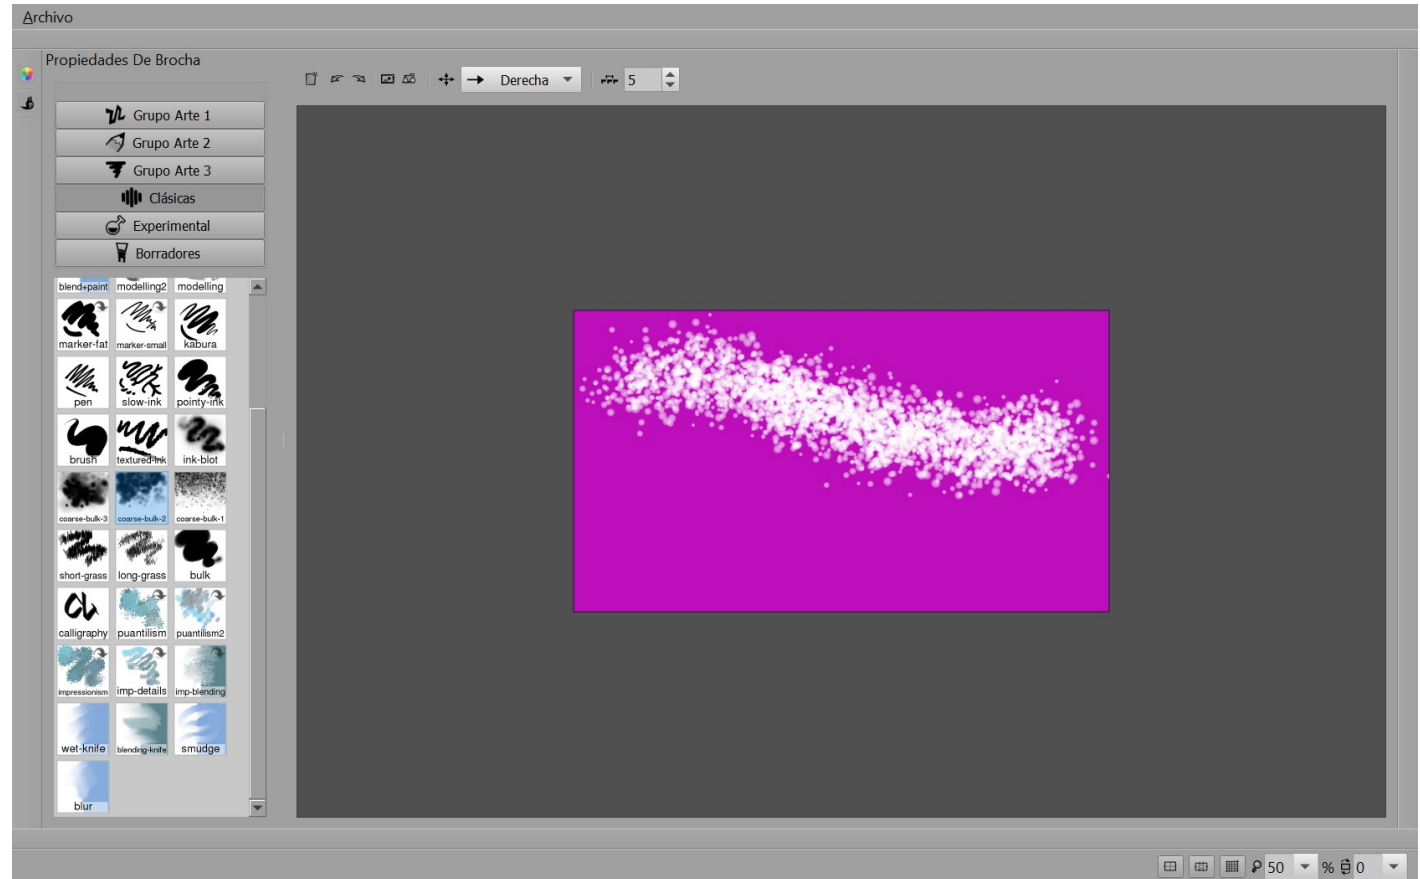 Archivo
Propiedades De Brocha
Derecha
5
Grupo Arte 1
Grupo Arte 2
Grupo Arte 3
Clásicas
Experimental
Borradores
blend+paint modelling2 modelling
marker-fat marker-small kabura
pen slow-ink pointy-ink
brush textured-ink ink-blot
coarse-bulk-3 coarse-bulk-2 coarse-bulk-1
short-grass long-grass bulk
calligraphy puantilism puantilism2
impressionism imp-details imp-blending
wet-knife blending-knife smudge
blur
50 % 0